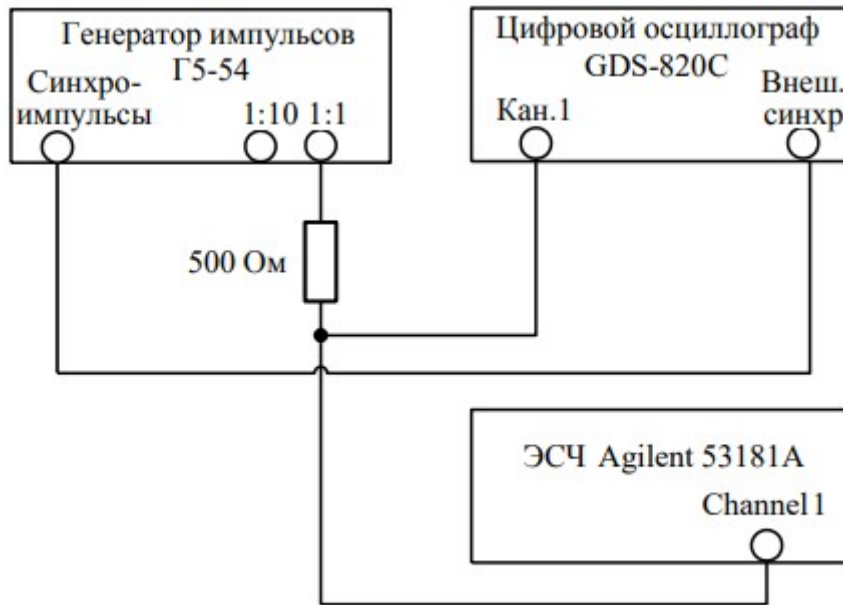 Генератор импульсов
Г5-54
Синхро-
импульсы
1:10 1:1
Цифровой осциллограф
GDS-820C
Кан.1
Внеш.
синхр
500 Ом
ЭСЧ Agilent 53181A
Channel 1